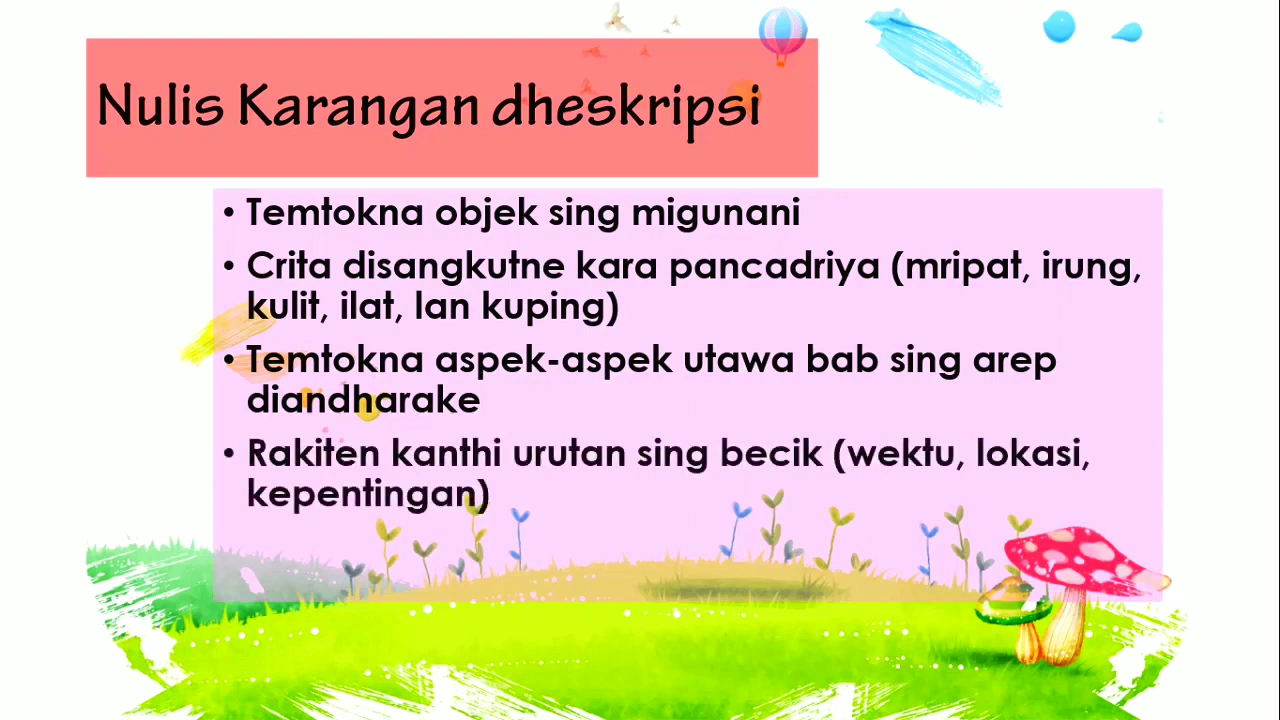 Nulis Karangan dheskripsi
• Temtokna objek sing migunani
• Crita disangkutne kara pancadriya (mripat, irung,
kulit, ilat, lan kuping)
• Temtokna aspek-aspek utawa bab sing arep
diandharake
• Rakiten kanthi urutan sing becik (wektu, lokasi,
kepentingan)